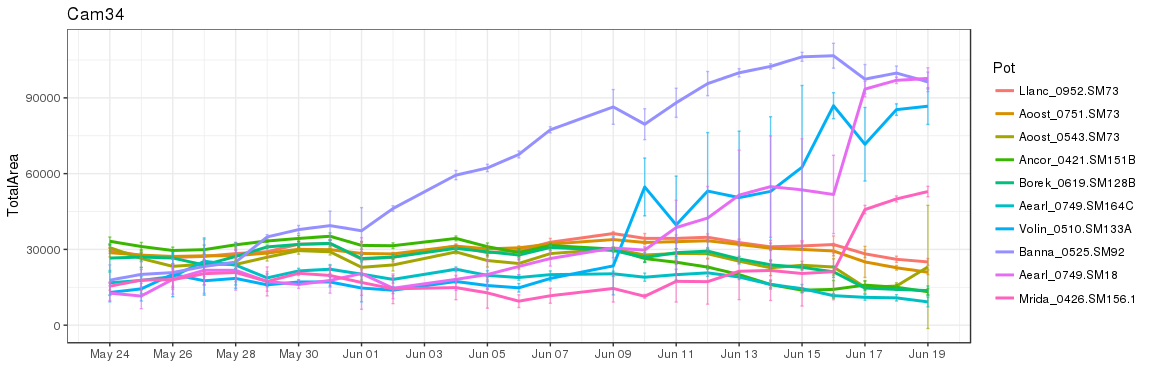 Cam34
TotalArea
90000
60000
30000
0
May 24 May 26 May 28 May 30 Jun 01 Jun 03 Jun 05 Jun 07 Jun 09 Jun 11 Jun 13 Jun 15 Jun 17 Jun 19
Pot
Llanc_0952.SM73
Aoost_0751.SM73
Aoost_0543.SM73
Ancor_0421.SM151B
Borek_0619.SM128B
Aearl_0749.SM164C
Volin_0510.SM133A
Banna_0525.SM92
Aearl_0749.SM18
Mrida_0426.SM156.1